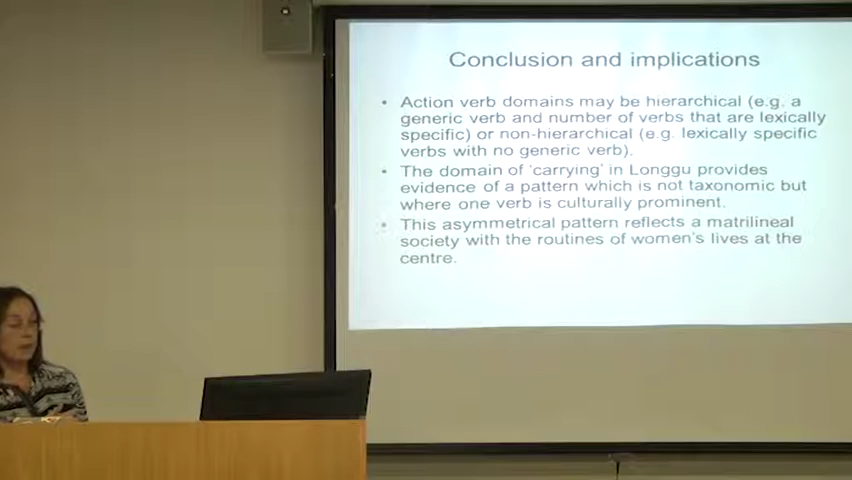 Conclusion and implications
• Action verb domains may be hierarchical (e.g. a
generic verb and number of verbs that are lexically
specific) or non-hierarchical (e.g. lexically specific
verbs with no generic verb).
• The domain of 'carrying' in Longgu provides
evidence of a pattern which is not taxonomic but
where one verb is culturally prominent.
• This asymmetrical pattern reflects a matrilineal
society with the routines of women's lives at the
centre.